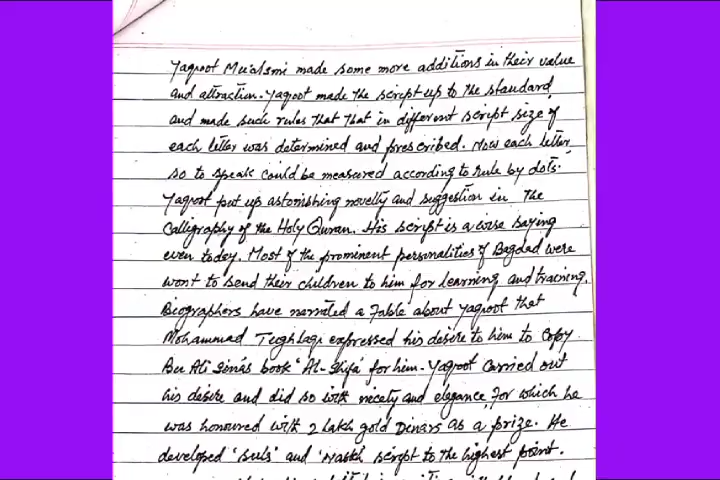 Yaqoot Mu'alsmi made some more additions in their value
and attraction. Yaqoot made the script up to the standard
and made such rules that that in different script size of
each letter was determined and prescribed. Now each letter,
so to speak could be measured according to rule by dots.
Yaqoot put up astonishing novelty and suggestion in The
Calligraphy of the Holy Quran. His script is a wise saying
even today. Most of the prominent personalities of Bagdad were
wont to send their children to him for learning and training.
Biographers have narrated a Fable about Yaqoot that
Mohammad Tughlaq expressed his desire to him to Copy
Bu Ali Sina's book 'Al-Shifa' for him. Yaqoot carried out
his desire and did so with nicety and elegance, for which he
was honoured with 2 lakh gold Dinars as a prize. He
developed 'Suls' and 'Naskh' script to the highest point.